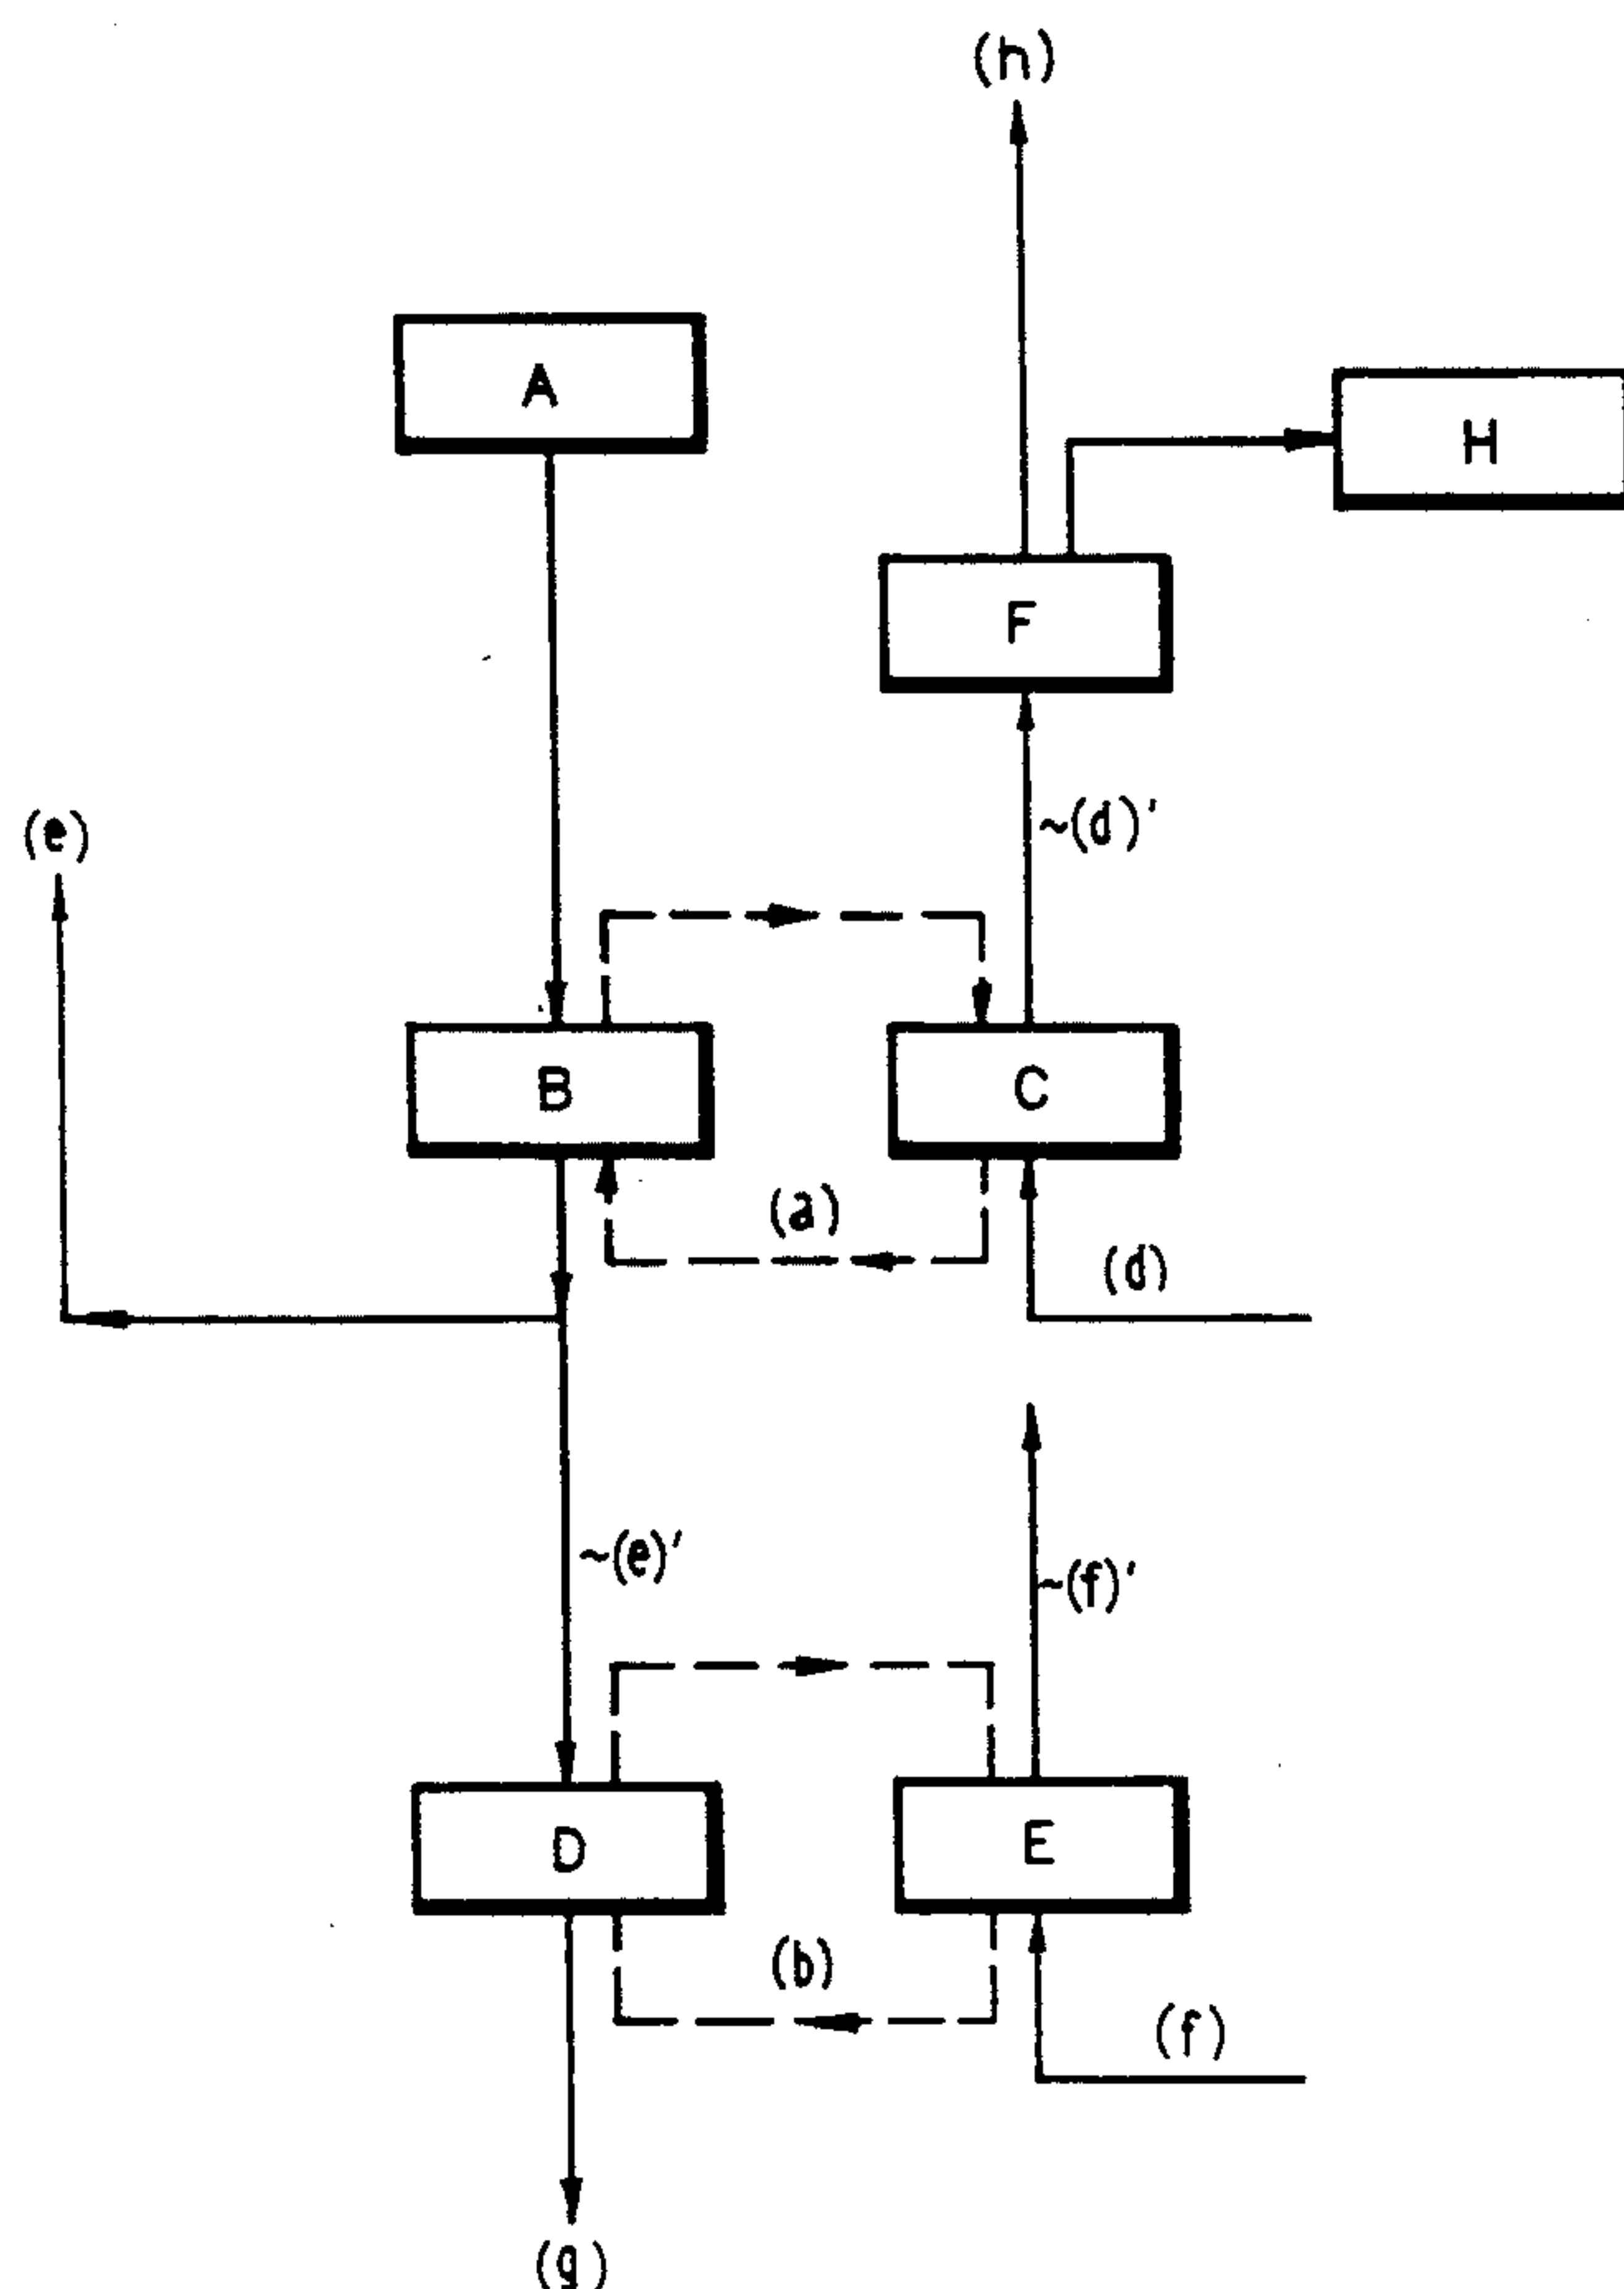 (h)
A
H
F
~(d)'
(e)
B
C
(a)
(d)
~(e)'
~(f)'
D
E
(b)
(f)
(g)